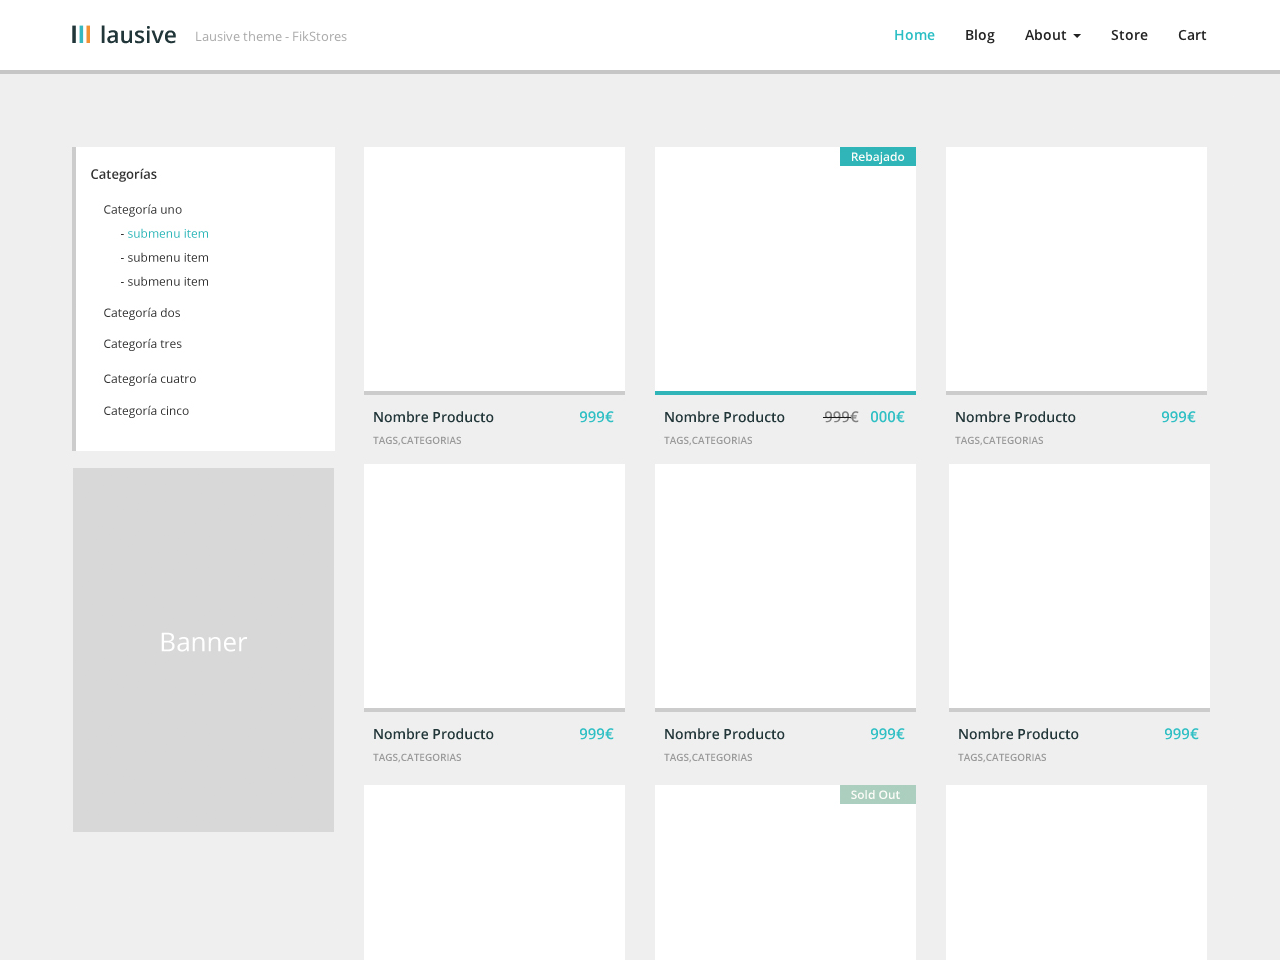 lausive Lausive theme - FikStores
Home Blog About Store Cart
Categorías
Categoría uno
- submenu item
- submenu item
- submenu item
Categoría dos
Categoría tres
Categoría cuatro
Categoría cinco
Banner
Nombre Producto 999€
TAGS,CATEGORIAS
Rebajado
Nombre Producto 999€ 000€
TAGS,CATEGORIAS
Nombre Producto 999€
TAGS,CATEGORIAS
Nombre Producto 999€
TAGS,CATEGORIAS
Nombre Producto 999€
TAGS,CATEGORIAS
Nombre Producto 999€
TAGS,CATEGORIAS
Sold Out